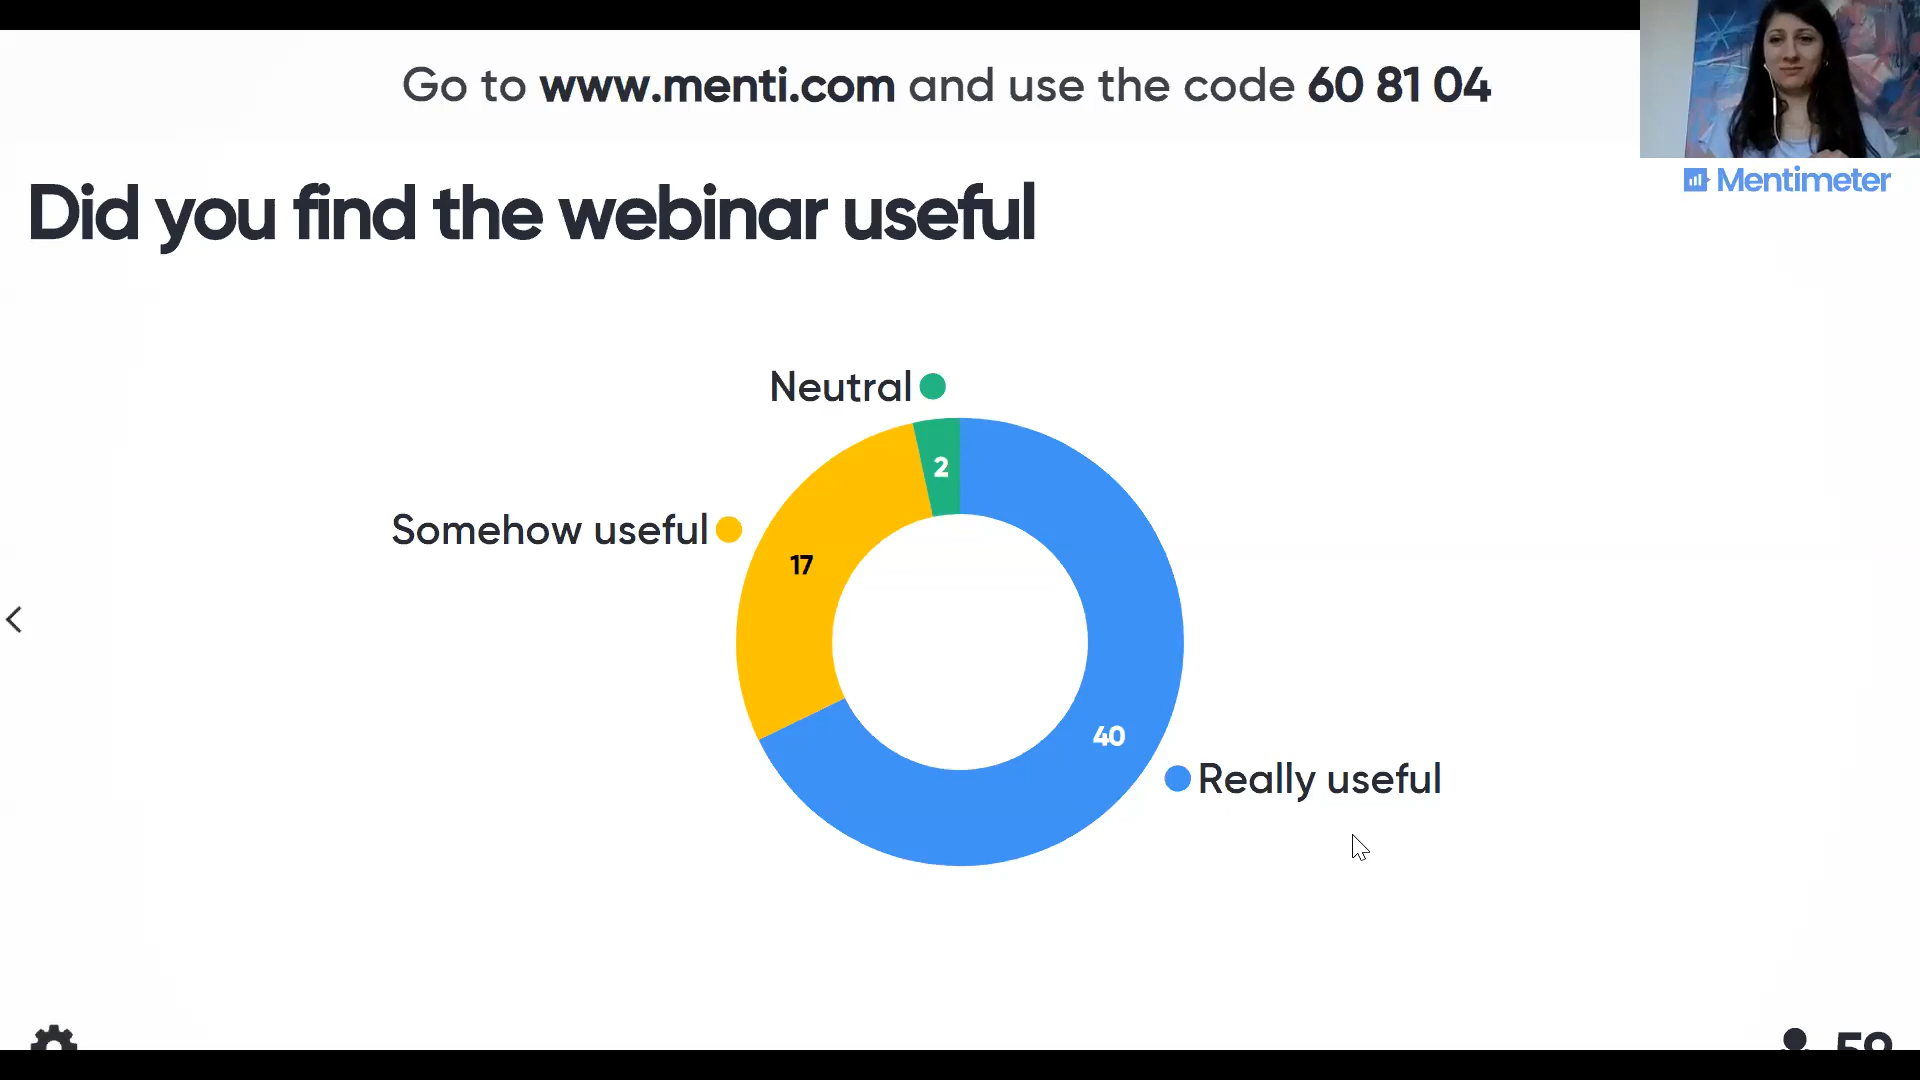 Go to www.menti.com and use the code 60 81 04
Mentimeter
Did you find the webinar useful
Neutral
2
Somehow useful
17
40
Really useful
59